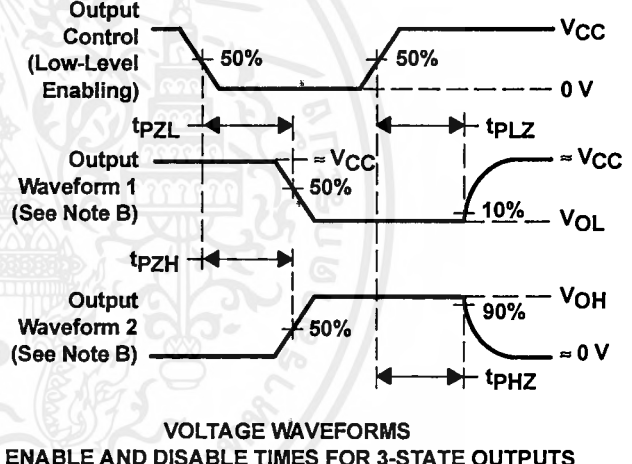 Output
Control
(Low-Level
Enabling)
50%
50%
VCC
0 V
tPZL
tPLZ
Output
Waveform 1
(See Note B)
≈ VCC
50%
≈ VCC
10%
VOL
tPZH
Output
Waveform 2
(See Note B)
50%
VOH
90%
≈ 0 V
tPHZ
VOLTAGE WAVEFORMS
ENABLE AND DISABLE TIMES FOR 3-STATE OUTPUTS